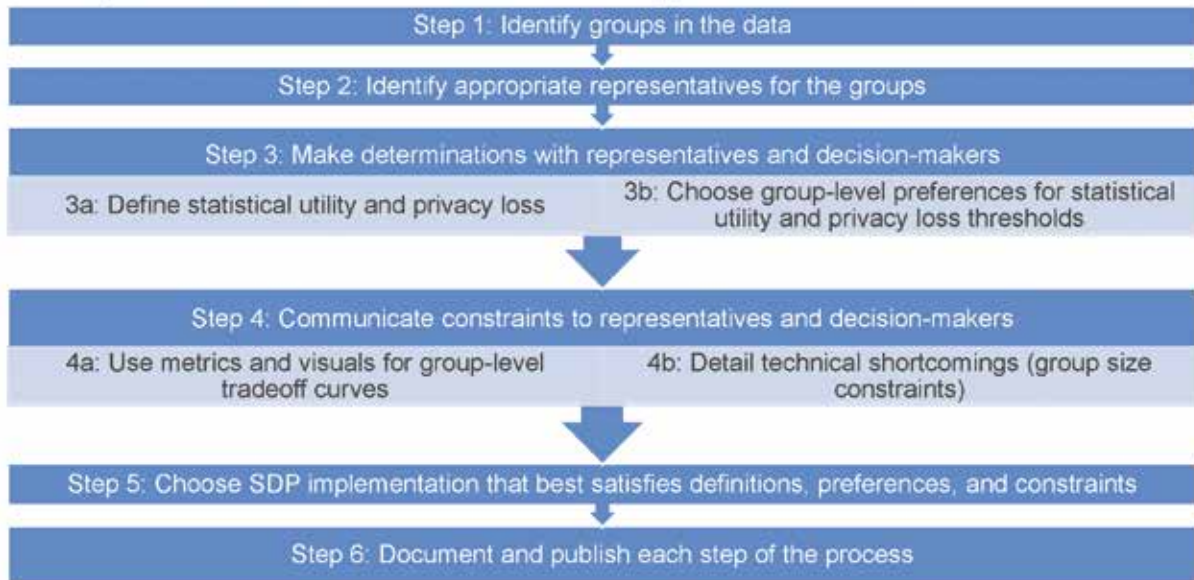 Step 1: Identify groups in the data
Step 2: Identify appropriate representatives for the groups
Step 3: Make determinations with representatives and decision-makers
3a: Define statistical utility and privacy loss
3b: Choose group-level preferences for statistical
utility and privacy loss thresholds
Step 4: Communicate constraints to representatives and decision-makers
4a: Use metrics and visuals for group-level
tradeoff curves
4b: Detail technical shortcomings (group size
constraints)
Step 5: Choose SDP implementation that best satisfies definitions, preferences, and constraints
Step 6: Document and publish each step of the process